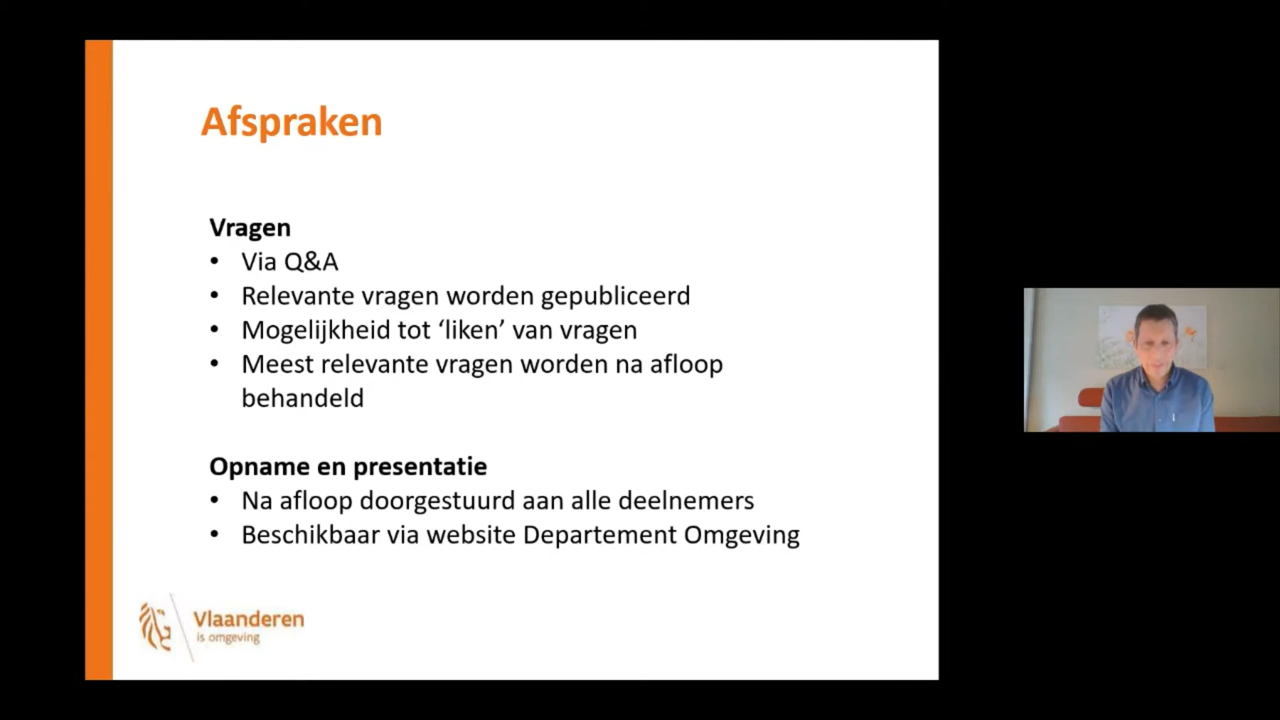 Afspraken
Vragen
• Via Q&A
• Relevante vragen worden gepubliceerd
• Mogelijkheid tot ‘liken’ van vragen
• Meest relevante vragen worden na afloop
behandeld
Opname en presentatie
• Na afloop doorgestuurd aan alle deelnemers
• Beschikbaar via website Departement Omgeving
Vlaanderen
is omgeving